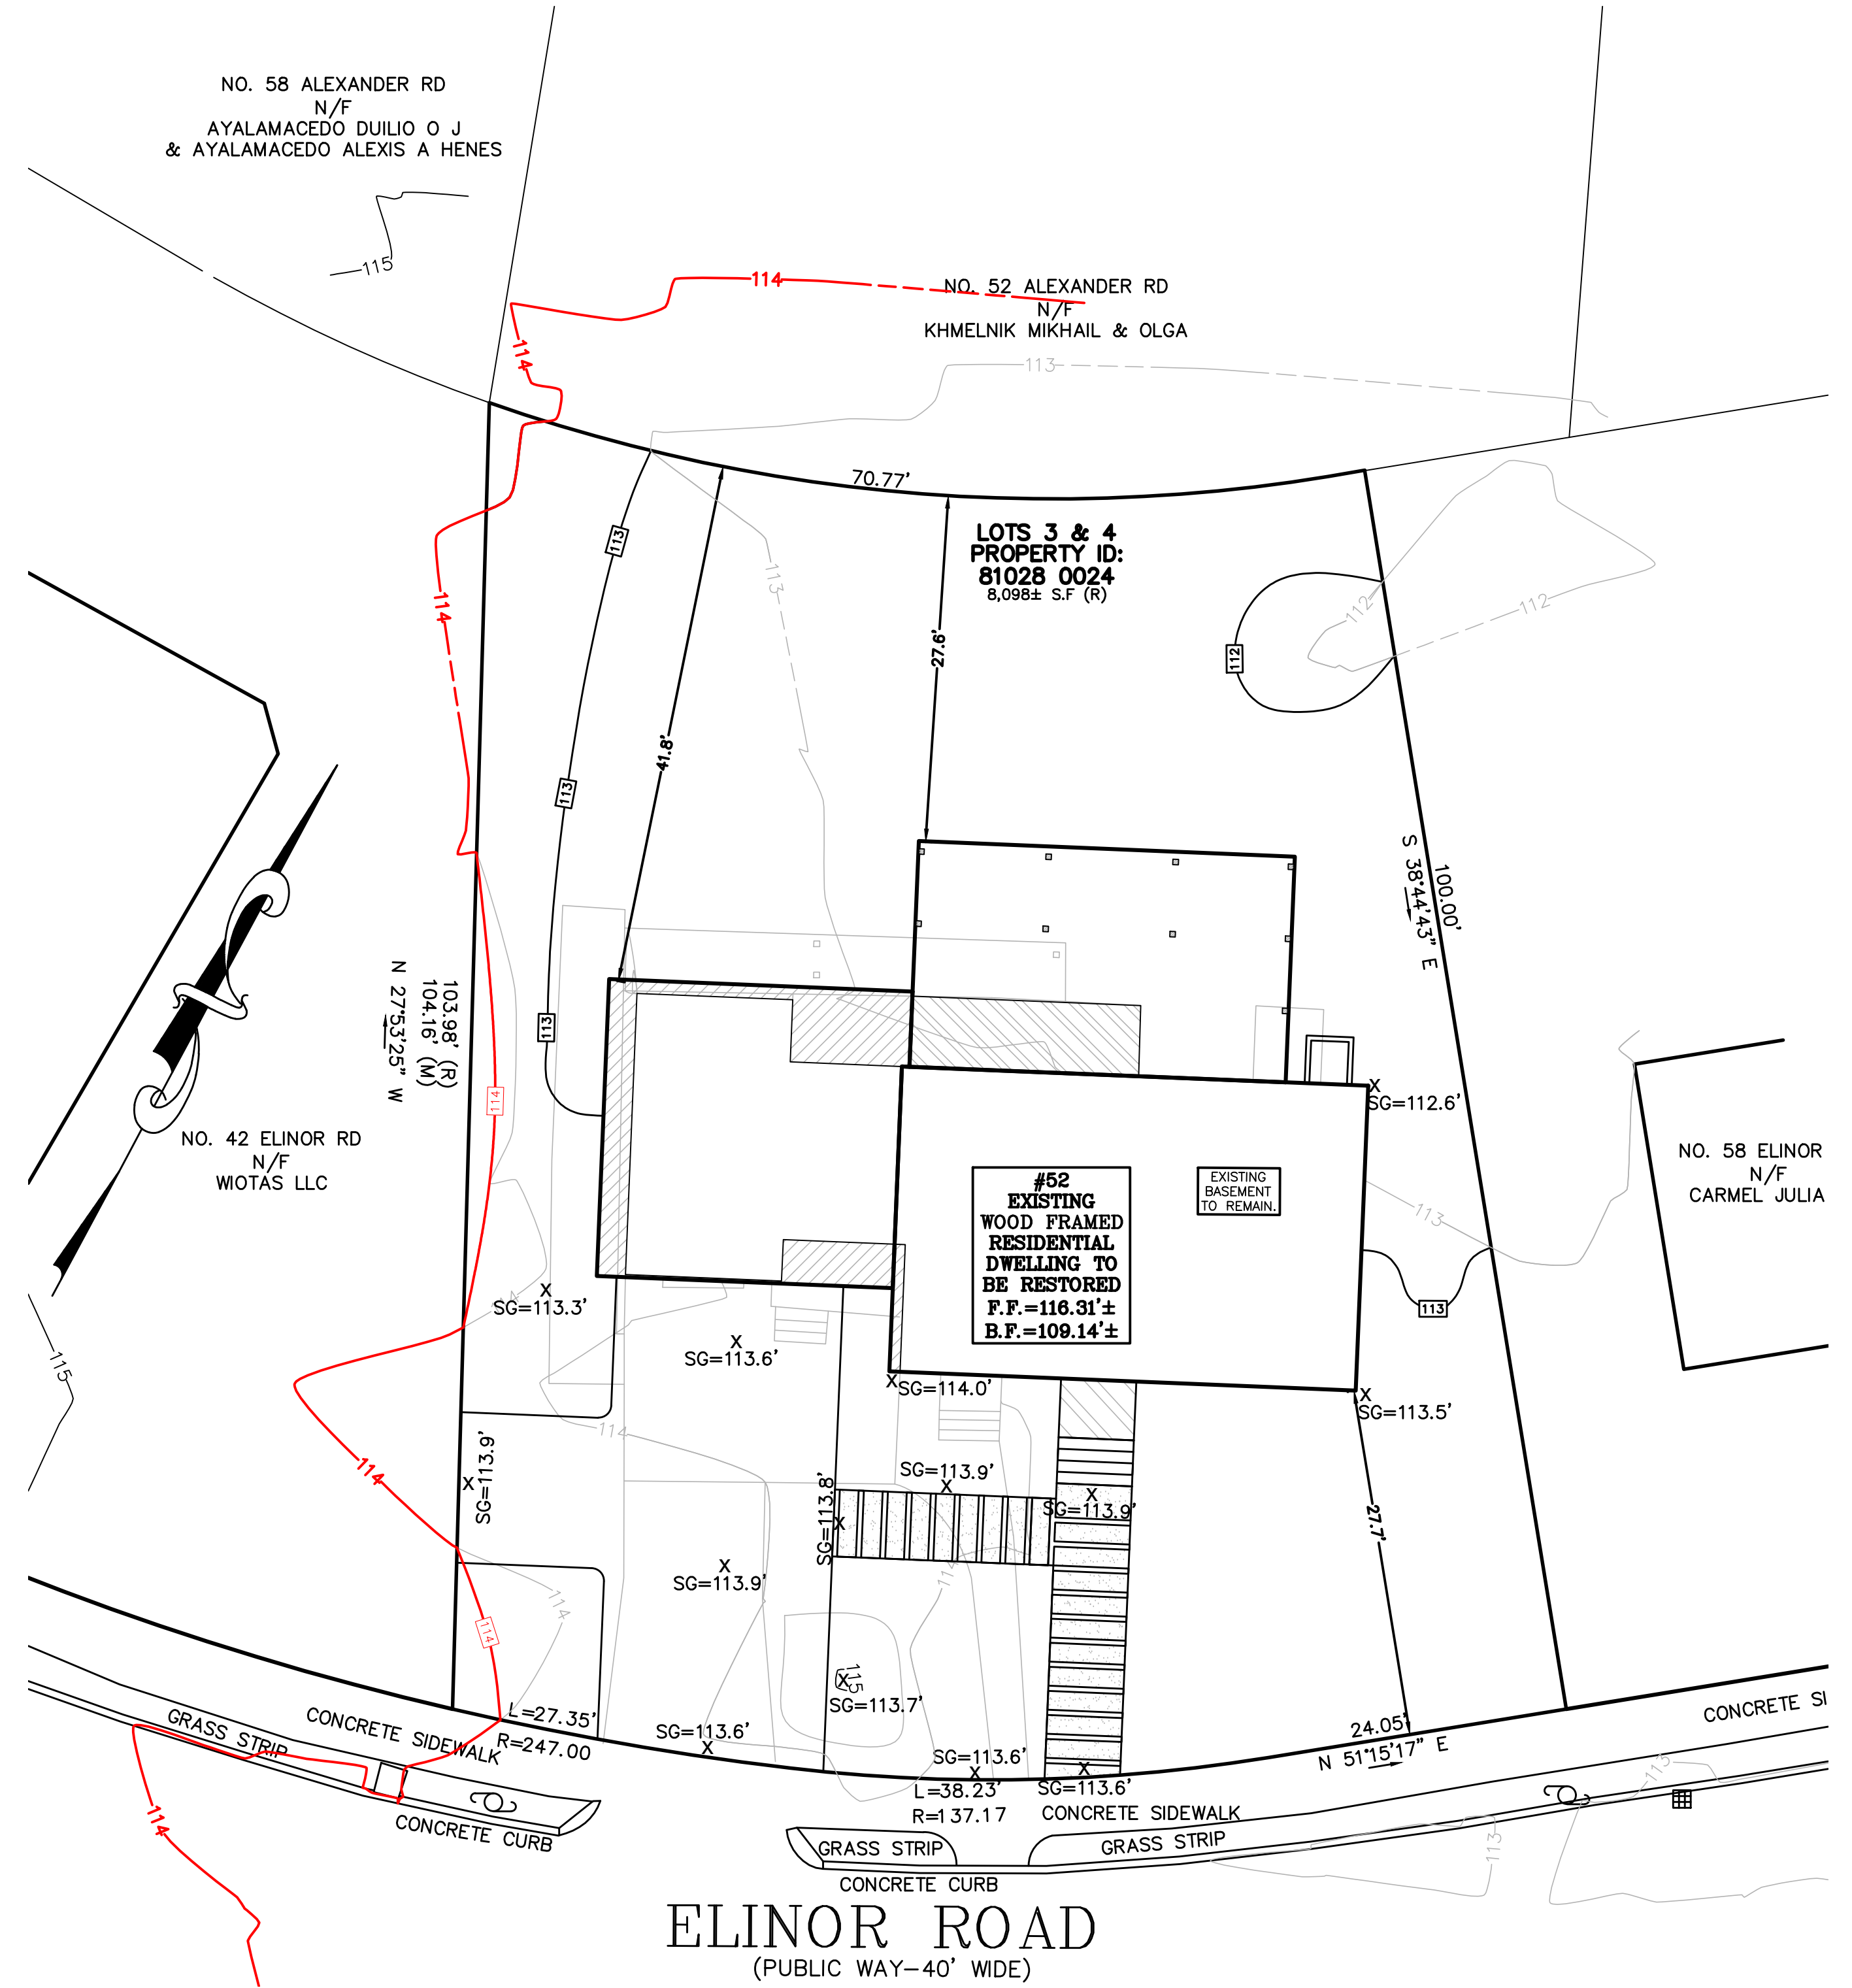 NO. 58 ALEXANDER RD
N/F
AYALAMACEDO DUILIO O J
& AYALAMACEDO ALEXIS A HENES
115
114
NO. 52 ALEXANDER RD
N/F
KHMELNIK MIKHAIL & OLGA
114
113
70.77'
LOTS 3 & 4
PROPERTY ID:
81028 0024
8,098± S.F (R)
113
113
114
112
112
112
27.6'
41.8'
113
S 38°44'43" E
100.00'
113
103.98' (R)
104.16' (M)
N 27°53'25" W
114
SG=112.6'
NO. 42 ELINOR RD
N/F
WIOTAS LLC
NO. 58 ELINOR
N/F
CARMEL JULIA
#52
EXISTING
WOOD FRAMED
RESIDENTIAL
DWELLING TO
BE RESTORED
F.F.=116.31'±
B.F.=109.14'±
EXISTING
BASEMENT
TO REMAIN.
113
113
X
SG=113.3'
X
SG=113.6'
115
X
SG=114.0'
X
SG=113.5'
114
114
X
SG=113.9'
SG=113.9'
X
X
SG=113.9'
X
SG=113.8'
27.7'
X
SG=113.9'
114
114
114
115
X
SG=113.7'
L=27.35'
R=247.00
SG=113.6'
X
SG=113.6'
X
X
SG=113.6'
L=38.23'
R=137.17
24.05'
N 51°15'17" E
CONCRETE SI
GRASS STRIP
CONCRETE SIDEWALK
114
CONCRETE CURB
CONCRETE SIDEWALK
GRASS STRIP
GRASS STRIP
113
113
CONCRETE CURB
ELINOR ROAD
(PUBLIC WAY-40' WIDE)